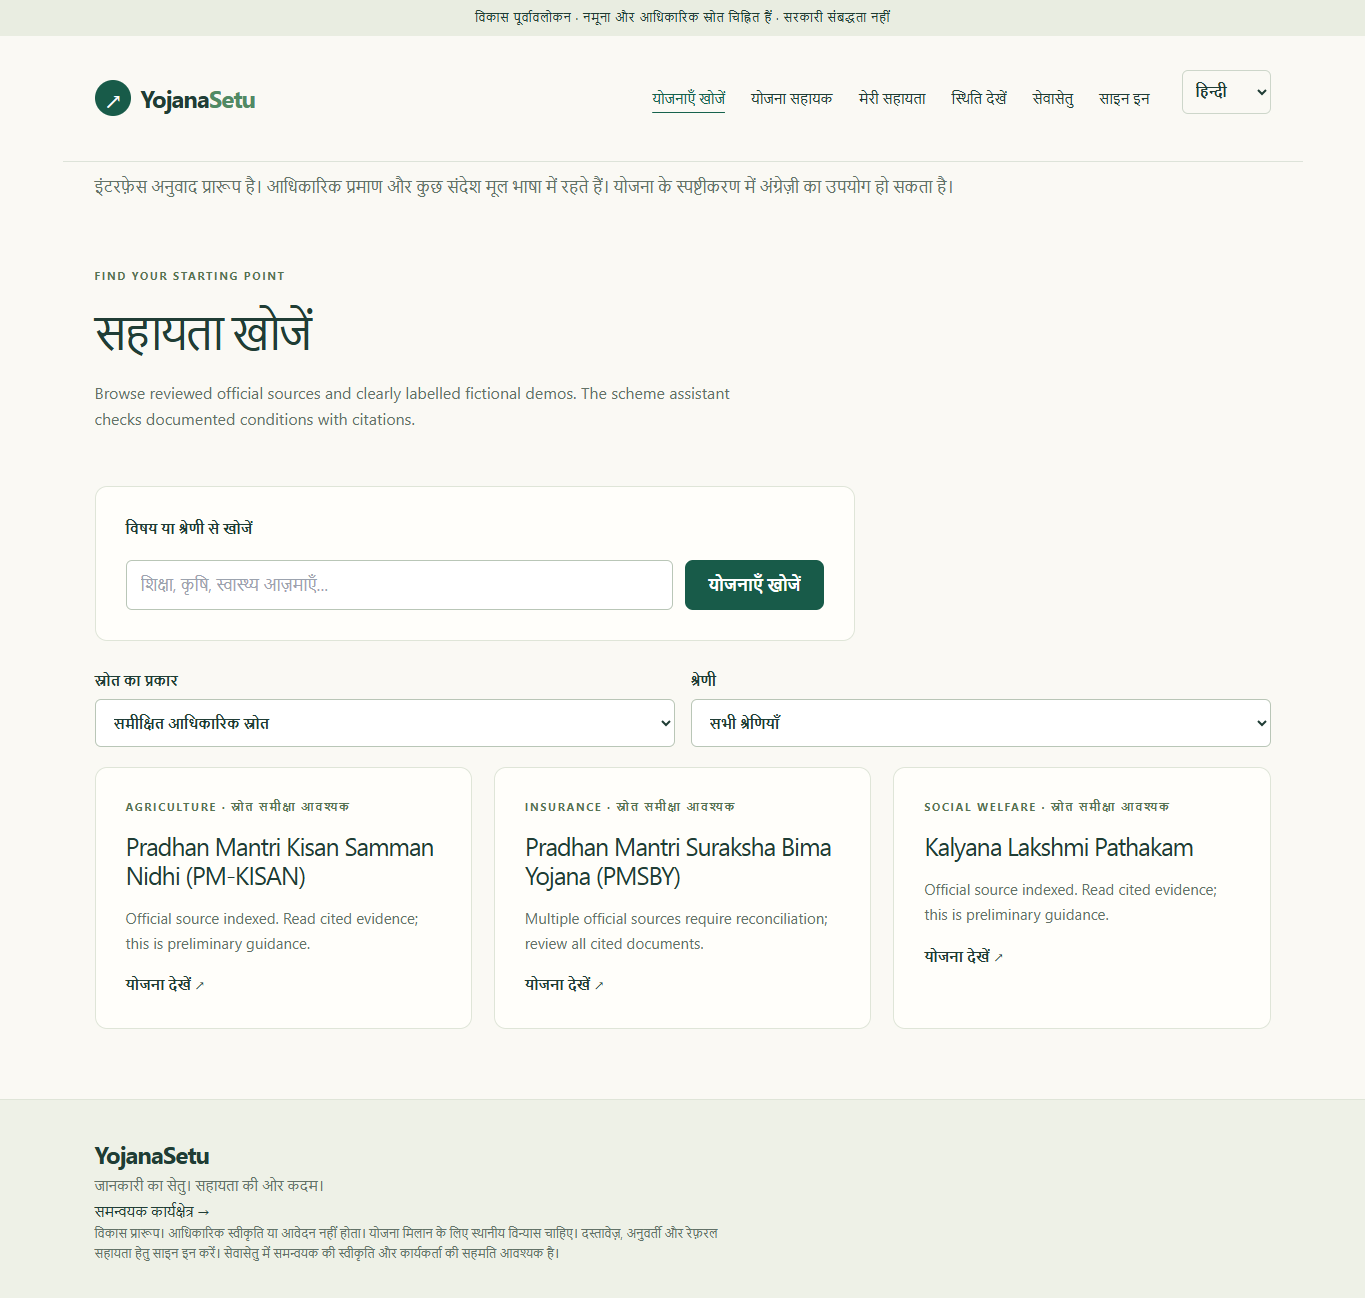 विकास पूर्वावलोकन · नमूना और आधिकारिक स्रोत चिह्नित हैं · सरकारी संबद्धता नहीं
YojanaSetu
योजनाएँ खोजें
योजना सहायक
मेरी सहायता
स्थिति देखें
सेवासेतु
साइन इन
हिन्दी
इंटरफ़ेस अनुवाद प्रारूप है। आधिकारिक प्रमाण और कुछ संदेश मूल भाषा में रहते हैं। योजना के स्पष्टीकरण में अंग्रेज़ी का उपयोग हो सकता है।
FIND YOUR STARTING POINT
सहायता खोजें
Browse reviewed official sources and clearly labelled fictional demos. The scheme assistant
checks documented conditions with citations.
विषय या श्रेणी से खोजें
शिक्षा, कृषि, स्वास्थ्य आज़माएँ...
योजनाएँ खोजें
स्रोत का प्रकार
श्रेणी
समीक्षित आधिकारिक स्रोत
सभी श्रेणियाँ
AGRICULTURE · स्रोत समीक्षा आवश्यक
Pradhan Mantri Kisan Samman
Nidhi (PM-KISAN)
Official source indexed. Read cited evidence;
this is preliminary guidance.
योजना देखें ↗
INSURANCE · स्रोत समीक्षा आवश्यक
Pradhan Mantri Suraksha Bima
Yojana (PMSBY)
Multiple official sources require reconciliation;
review all cited documents.
योजना देखें ↗
SOCIAL WELFARE · स्रोत समीक्षा आवश्यक
Kalyana Lakshmi Pathakam
Official source indexed. Read cited evidence;
this is preliminary guidance.
योजना देखें ↗
YojanaSetu
जानकारी का सेतु। सहायता की ओर कदम।
समन्वयक कार्यक्षेत्र →
विकास प्रारूप। आधिकारिक स्वीकृति या आवेदन नहीं होता। योजना मिलान के लिए स्थानीय विन्यास चाहिए। दस्तावेज़, अनुवर्ती और रेफ़रल
सहायता हेतु साइन इन करें। सेवासेतु में समन्वयक की स्वीकृति और कार्यकर्ता की सहमति आवश्यक है।